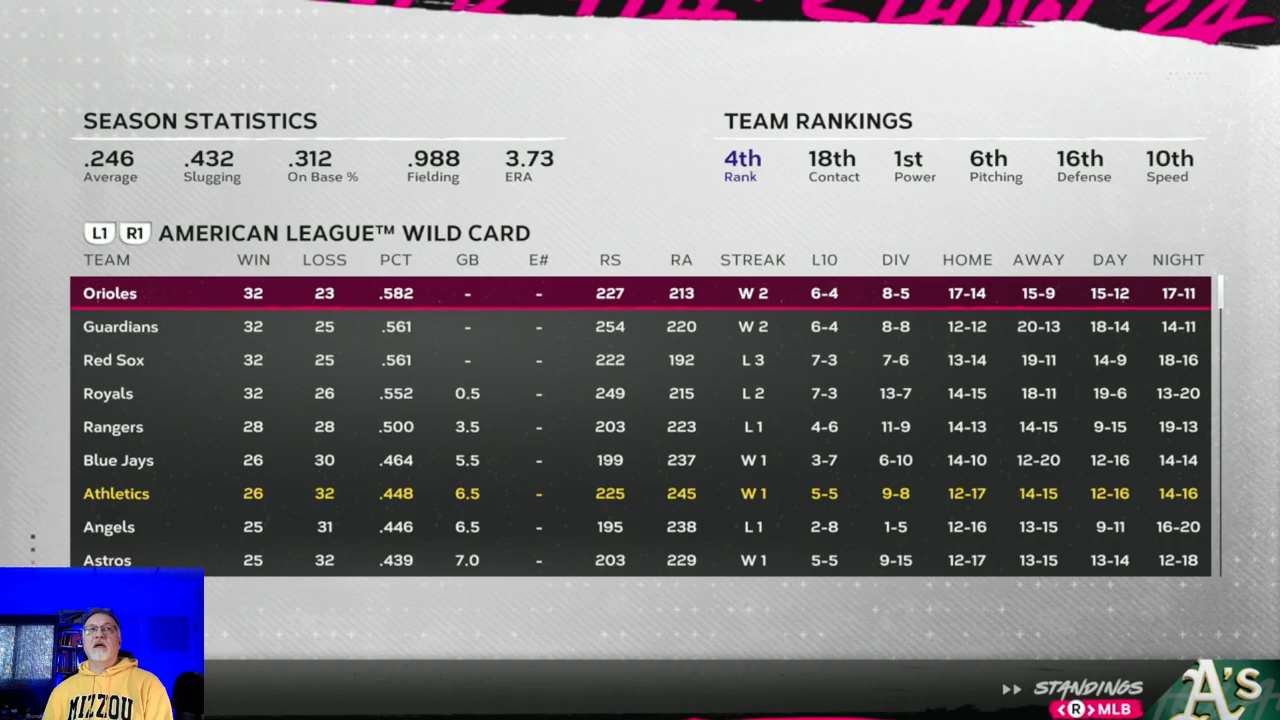 THE SHOW 24
SEASON STATISTICS
.246 .432 .312 .988 3.73
Average Slugging On Base % Fielding ERA
TEAM RANKINGS
4th 18th 1st 6th 16th 10th
Rank Contact Power Pitching Defense Speed
L1 R1 AMERICAN LEAGUE™ WILD CARD
TEAM WIN LOSS PCT GB E# RS RA STREAK L10 DIV HOME AWAY DAY NIGHT
Orioles 32 23 .582 - - 227 213 W 2 6-4 8-5 17-14 15-9 15-12 17-11
Guardians 32 25 .561 - - 254 220 W 2 6-4 8-8 12-12 20-13 18-14 14-11
Red Sox 32 25 .561 - - 222 192 L 3 7-3 7-6 13-14 19-11 14-9 18-16
Royals 32 26 .552 0.5 - 249 215 L 2 7-3 13-7 14-15 18-11 19-6 13-20
Rangers 28 28 .500 3.5 - 203 223 L 1 4-6 11-9 14-13 14-15 9-15 19-13
Blue Jays 26 30 .464 5.5 - 199 237 W 1 3-7 6-10 14-10 12-20 12-16 14-14
Athletics 26 32 .448 6.5 - 225 245 W 1 5-5 9-8 12-17 14-15 12-16 14-16
Angels 25 31 .446 6.5 - 195 238 L 1 2-8 1-5 12-16 13-15 9-11 16-20
Astros 25 32 .439 7.0 - 203 229 W 1 5-5 9-15 12-17 13-15 13-14 12-18
MIZZOU
STANDINGS
R MLB
A's